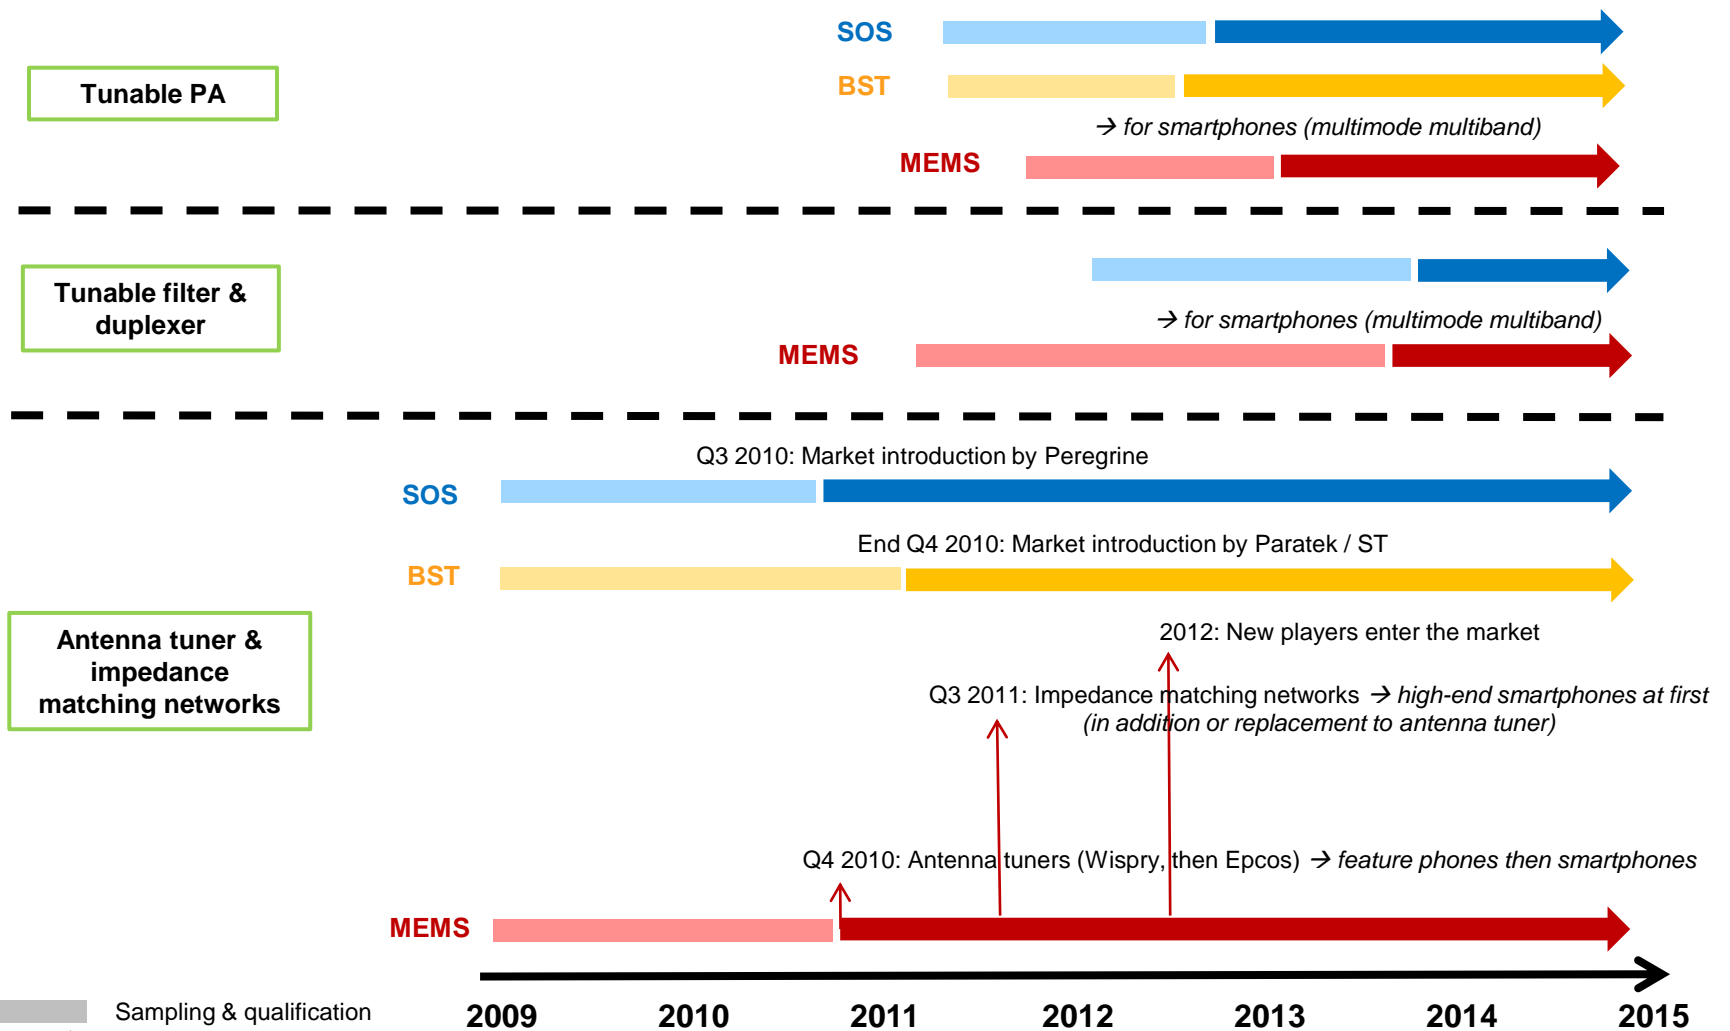 SOS
Tunable PA
BST
→ for smartphones (multimode multiband)
MEMS
Tunable filter &
duplexer
→ for smartphones (multimode multiband)
MEMS
Q3 2010: Market introduction by Peregrine
SOS
End Q4 2010: Market introduction by Paratek / ST
BST
Antenna tuner &
impedance
matching networks
2012: New players enter the market
Q3 2011: Impedance matching networks → high-end smartphones at first
(in addition or replacement to antenna tuner)
Q4 2010: Antenna tuners (Wispry, then Epcos) → feature phones then smartphones
MEMS
Sampling & qualification
2009 2010 2011 2012 2013 2014 2015